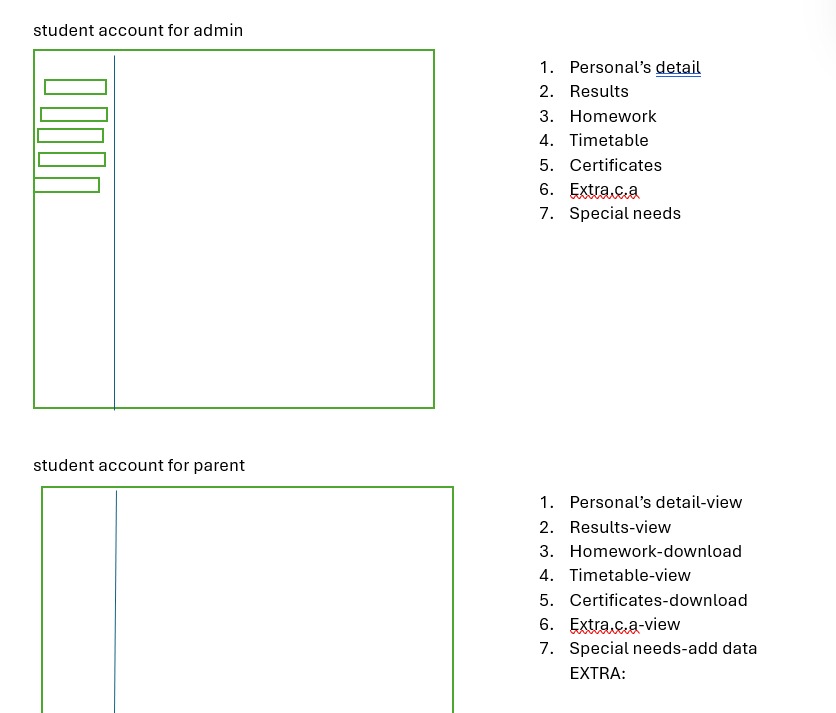 student account for admin
1. Personal's detail
2. Results
3. Homework
4. Timetable
5. Certificates
6. Extra.c.a
7. Special needs
student account for parent
1. Personal's detail-view
2. Results-view
3. Homework-download
4. Timetable-view
5. Certificates-download
6. Extra.c.a-view
7. Special needs-add data
EXTRA: